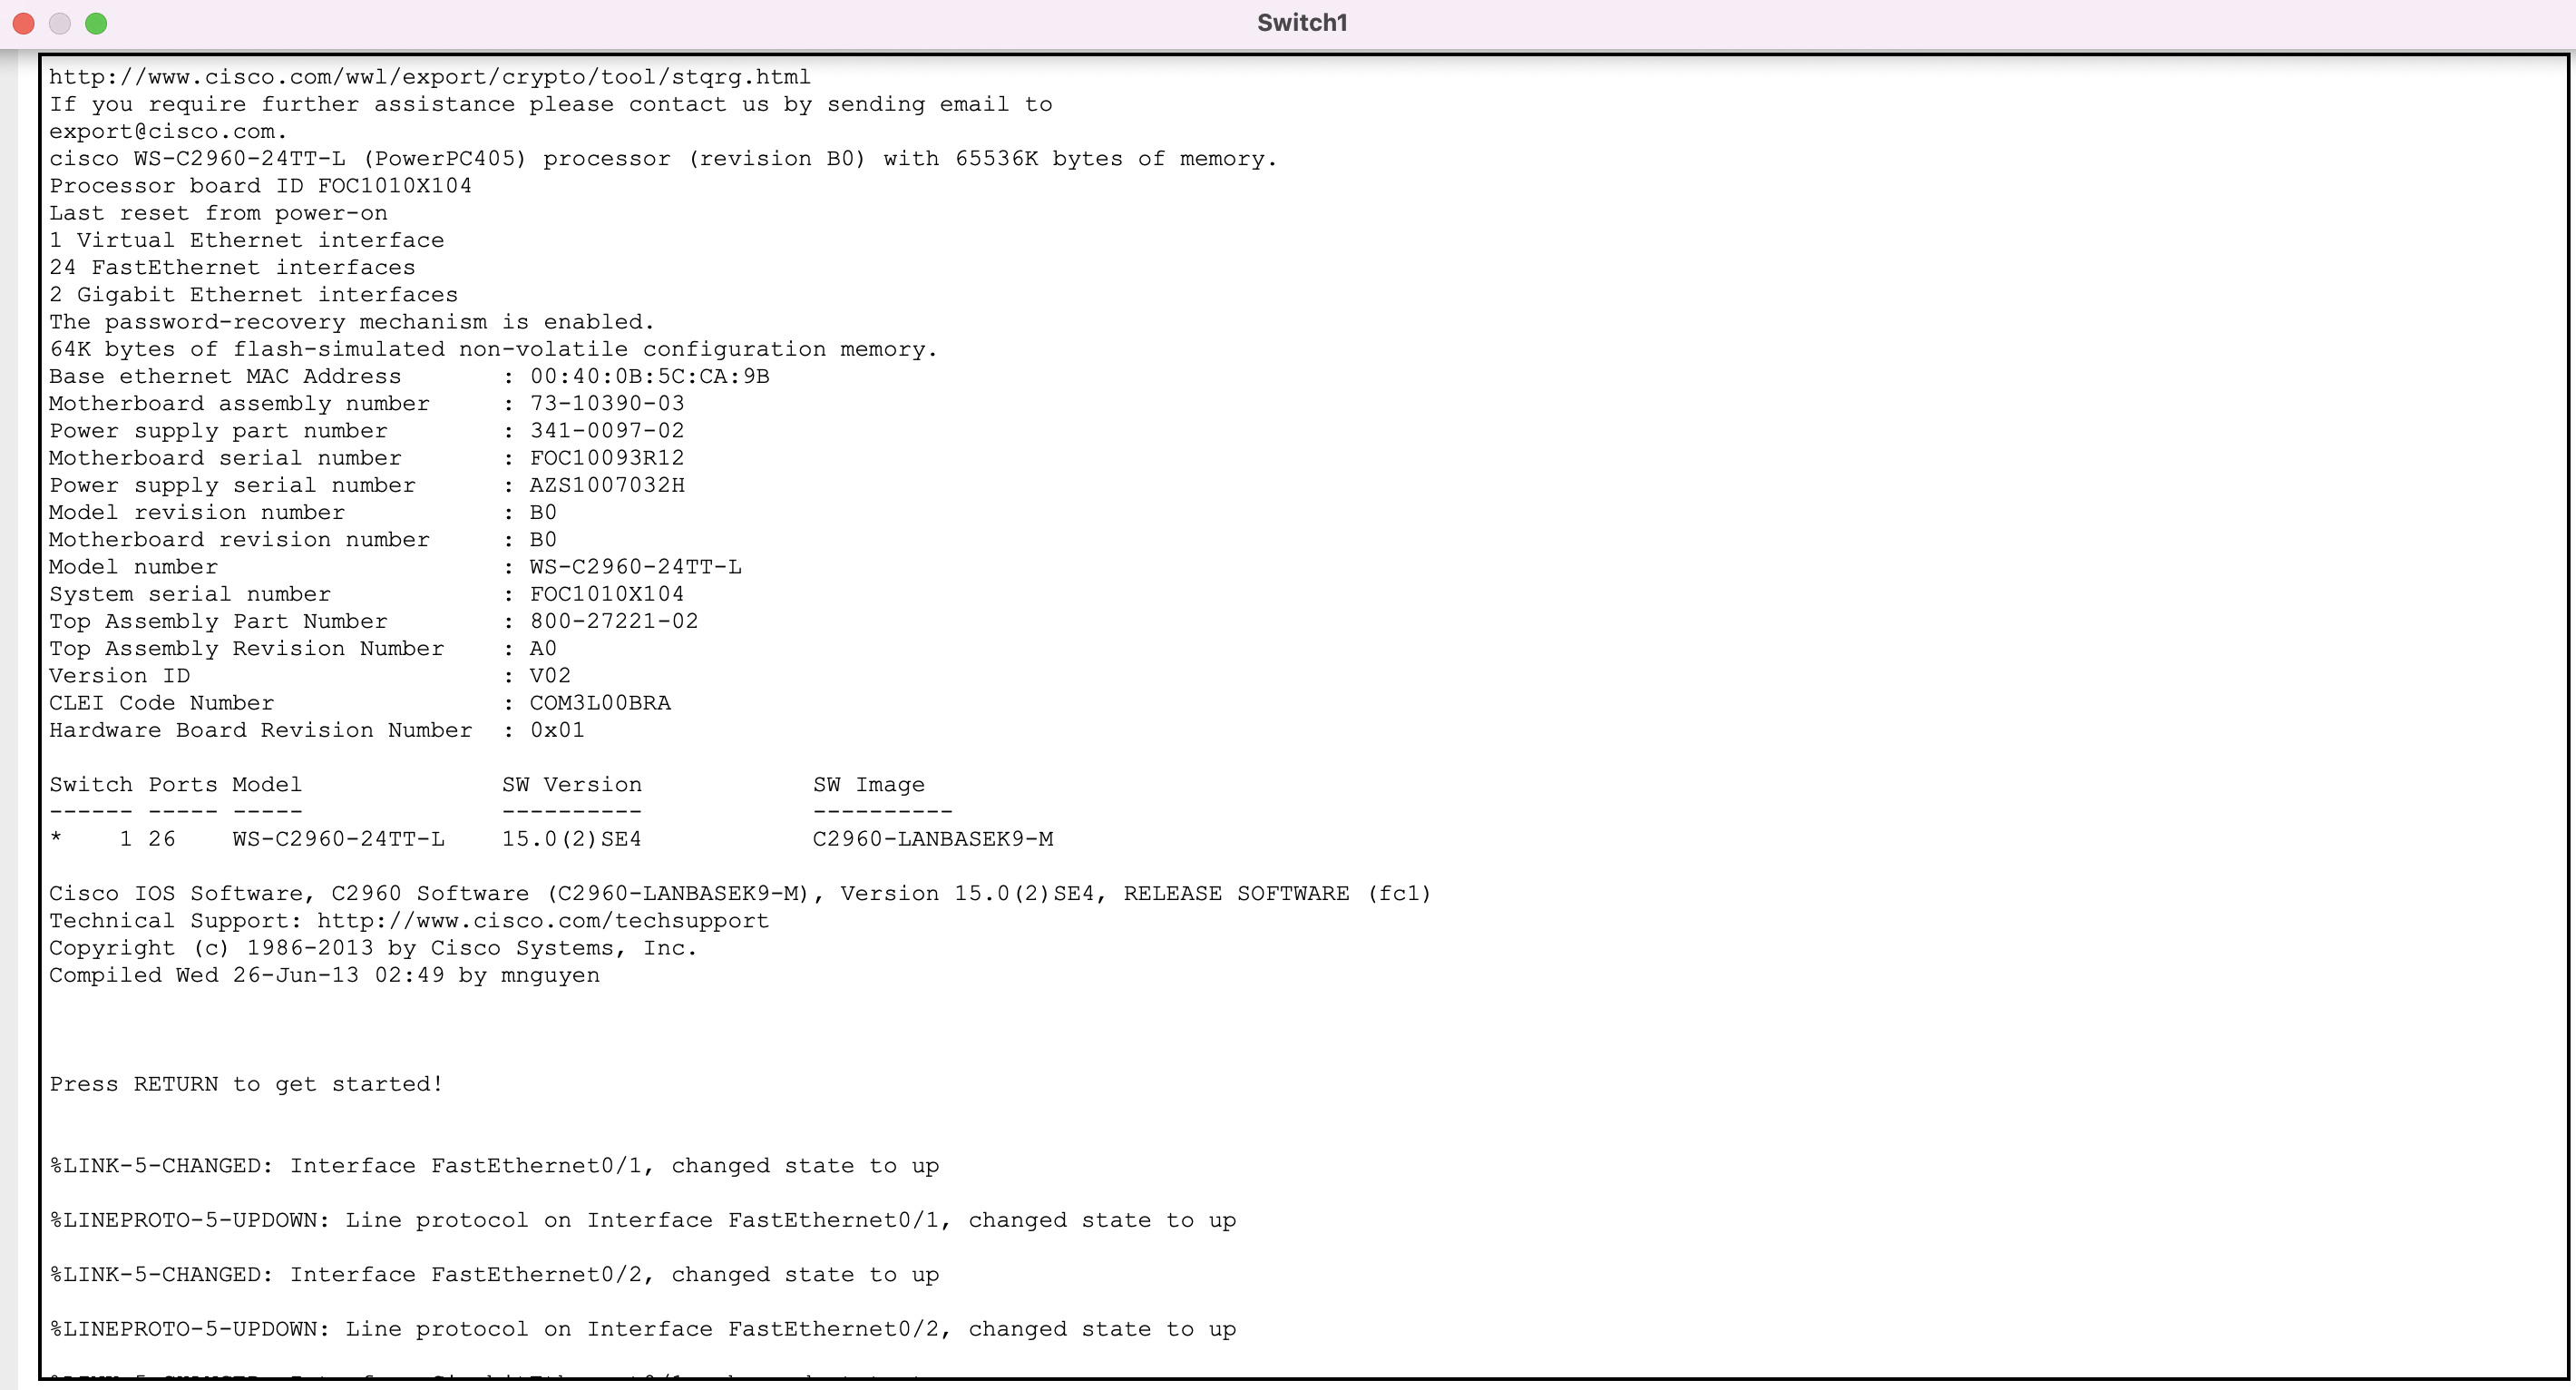 Switch1
http://www.cisco.com/wwl/export/crypto/tool/stqrg.html
If you require further assistance please contact us by sending email to
export@cisco.com.
cisco WS-C2960-24TT-L (PowerPC405) processor (revision B0) with 65536K bytes of memory.
Processor board ID FOC1010X104
Last reset from power-on
1 Virtual Ethernet interface
24 FastEthernet interfaces
2 Gigabit Ethernet interfaces
The password-recovery mechanism is enabled.
64K bytes of flash-simulated non-volatile configuration memory.
Base ethernet MAC Address       : 00:40:0B:5C:CA:9B
Motherboard assembly number     : 73-10390-03
Power supply part number        : 341-0097-02
Motherboard serial number       : FOC10093R12
Power supply serial number      : AZS1007032H
Model revision number           : B0
Motherboard revision number     : B0
Model number                    : WS-C2960-24TT-L
System serial number            : FOC1010X104
Top Assembly Part Number        : 800-27221-02
Top Assembly Revision Number    : A0
Version ID                      : V02
CLEI Code Number                : COM3L00BRA
Hardware Board Revision Number  : 0x01
Switch Ports Model              SW Version            SW Image
------ ----- -----              ----------            ----------
*    1 26    WS-C2960-24TT-L    15.0(2)SE4            C2960-LANBASEK9-M
Cisco IOS Software, C2960 Software (C2960-LANBASEK9-M), Version 15.0(2)SE4, RELEASE SOFTWARE (fc1)
Technical Support: http://www.cisco.com/techsupport
Copyright (c) 1986-2013 by Cisco Systems, Inc.
Compiled Wed 26-Jun-13 02:49 by mnguyen
Press RETURN to get started!
%LINK-5-CHANGED: Interface FastEthernet0/1, changed state to up
%LINEPROTO-5-UPDOWN: Line protocol on Interface FastEthernet0/1, changed state to up
%LINK-5-CHANGED: Interface FastEthernet0/2, changed state to up
%LINEPROTO-5-UPDOWN: Line protocol on Interface FastEthernet0/2, changed state to up